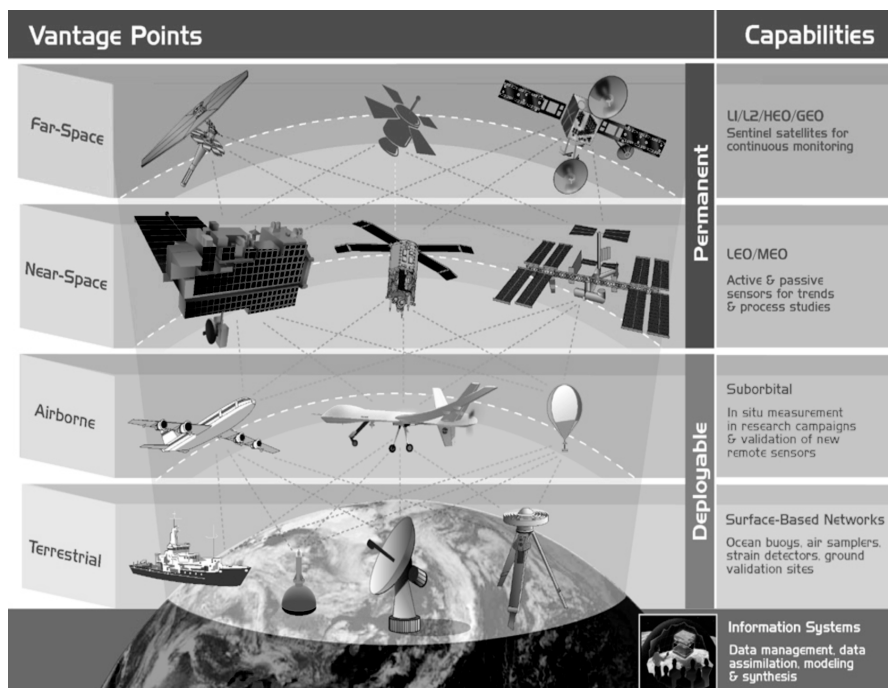 Vantage Points
Capabilities
Far-Space
L1/L2/HEO/GEO
Sentinel satellites for
continuous monitoring
Permanent
Near-Space
LEO/MEO
Active & passive
sensors for trends
& process studies
Airborne
Suborbital
In situ measurement
in research campaigns
& validation of new
remote sensors
Deployable
Terrestrial
Surface-Based Networks
Ocean buoys, air samplers,
strain detectors, ground
validation sites
Information Systems
Data management, data
assimilation, modeling
& synthesis